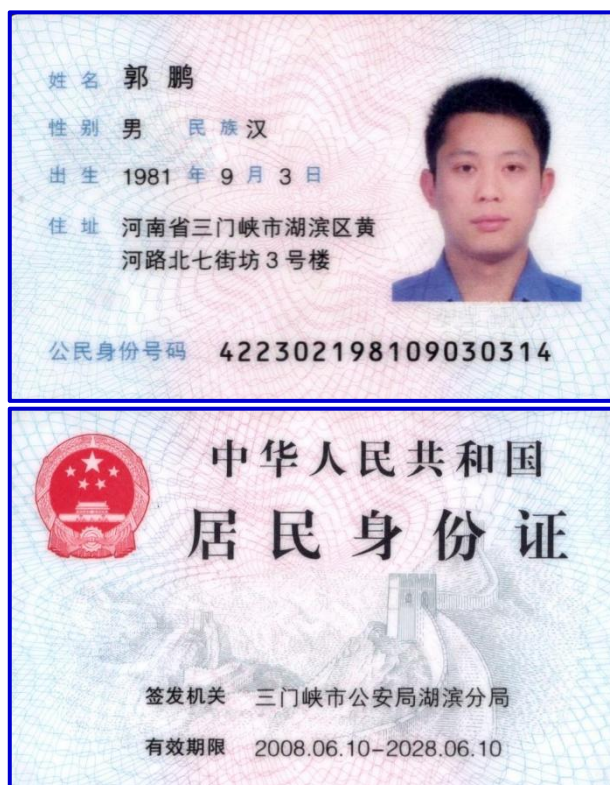 姓名 郭鹏
性别 男 民族 汉
出生 1981 年 9 月 3 日
住址 河南省三门峡市湖滨区黄
河路北七街坊3号楼
公民身份号码 422302198109030314
中华人民共和国
居民身份证
签发机关 三门峡市公安局湖滨分局
有效期限 2008.06.10-2028.06.10